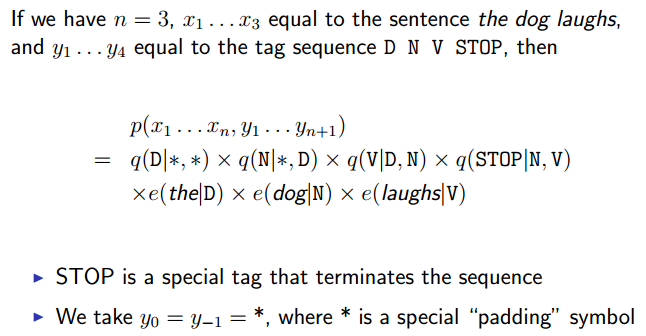 If we have n = 3, x₁ . . . x₃ equal to the sentence the dog laughs,
and y₁ . . . y₄ equal to the tag sequence D N V STOP, then
p(x₁ . . . xₙ, y₁ . . . yₙ₊₁)
= q(D|∗, ∗) × q(N|∗, D) × q(V|D, N) × q(STOP|N, V)
×e(the|D) × e(dog|N) × e(laughs|V)
▶ STOP is a special tag that terminates the sequence
▶ We take y₀ = y₋₁ = *, where * is a special “padding” symbol